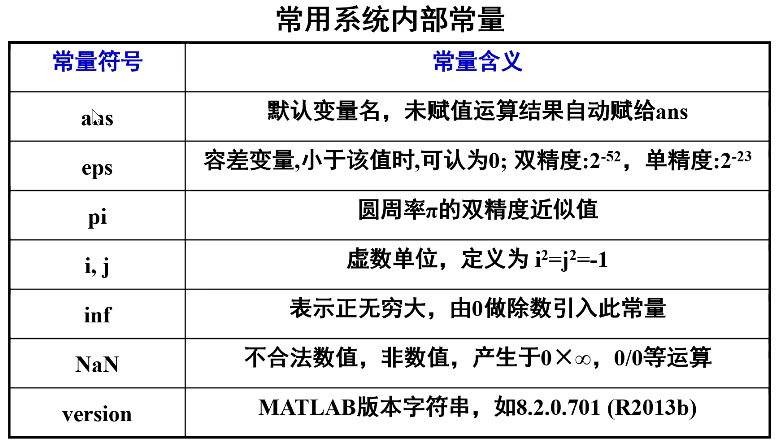 常用系统内部常量
常量符号 常量含义
ans 默认变量名，未赋值运算结果自动赋给ans
eps 容差变量,小于该值时,可认为0; 双精度:2⁻⁵²，单精度:2⁻²³
pi 圆周率π的双精度近似值
i, j 虚数单位，定义为 i²=j²=-1
inf 表示正无穷大，由0做除数引入此常量
NaN 不合法数值，非数值，产生于0×∞，0/0等运算
version MATLAB版本字符串，如8.2.0.701 (R2013b)